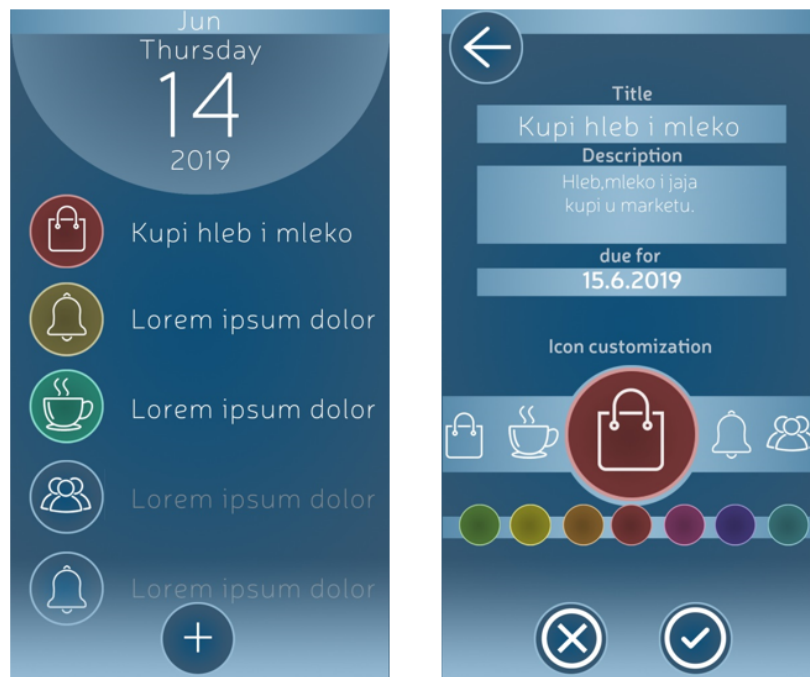 Jun
Thursday
14
2019
Kupi hleb i mleko
Lorem ipsum dolor
Lorem ipsum dolor
Lorem ipsum dolor
Lorem ipsum dolor
Title
Kupi hleb i mleko
Description
Hleb,mleko i jaja
kupi u marketu.
due for
15.6.2019
Icon customization